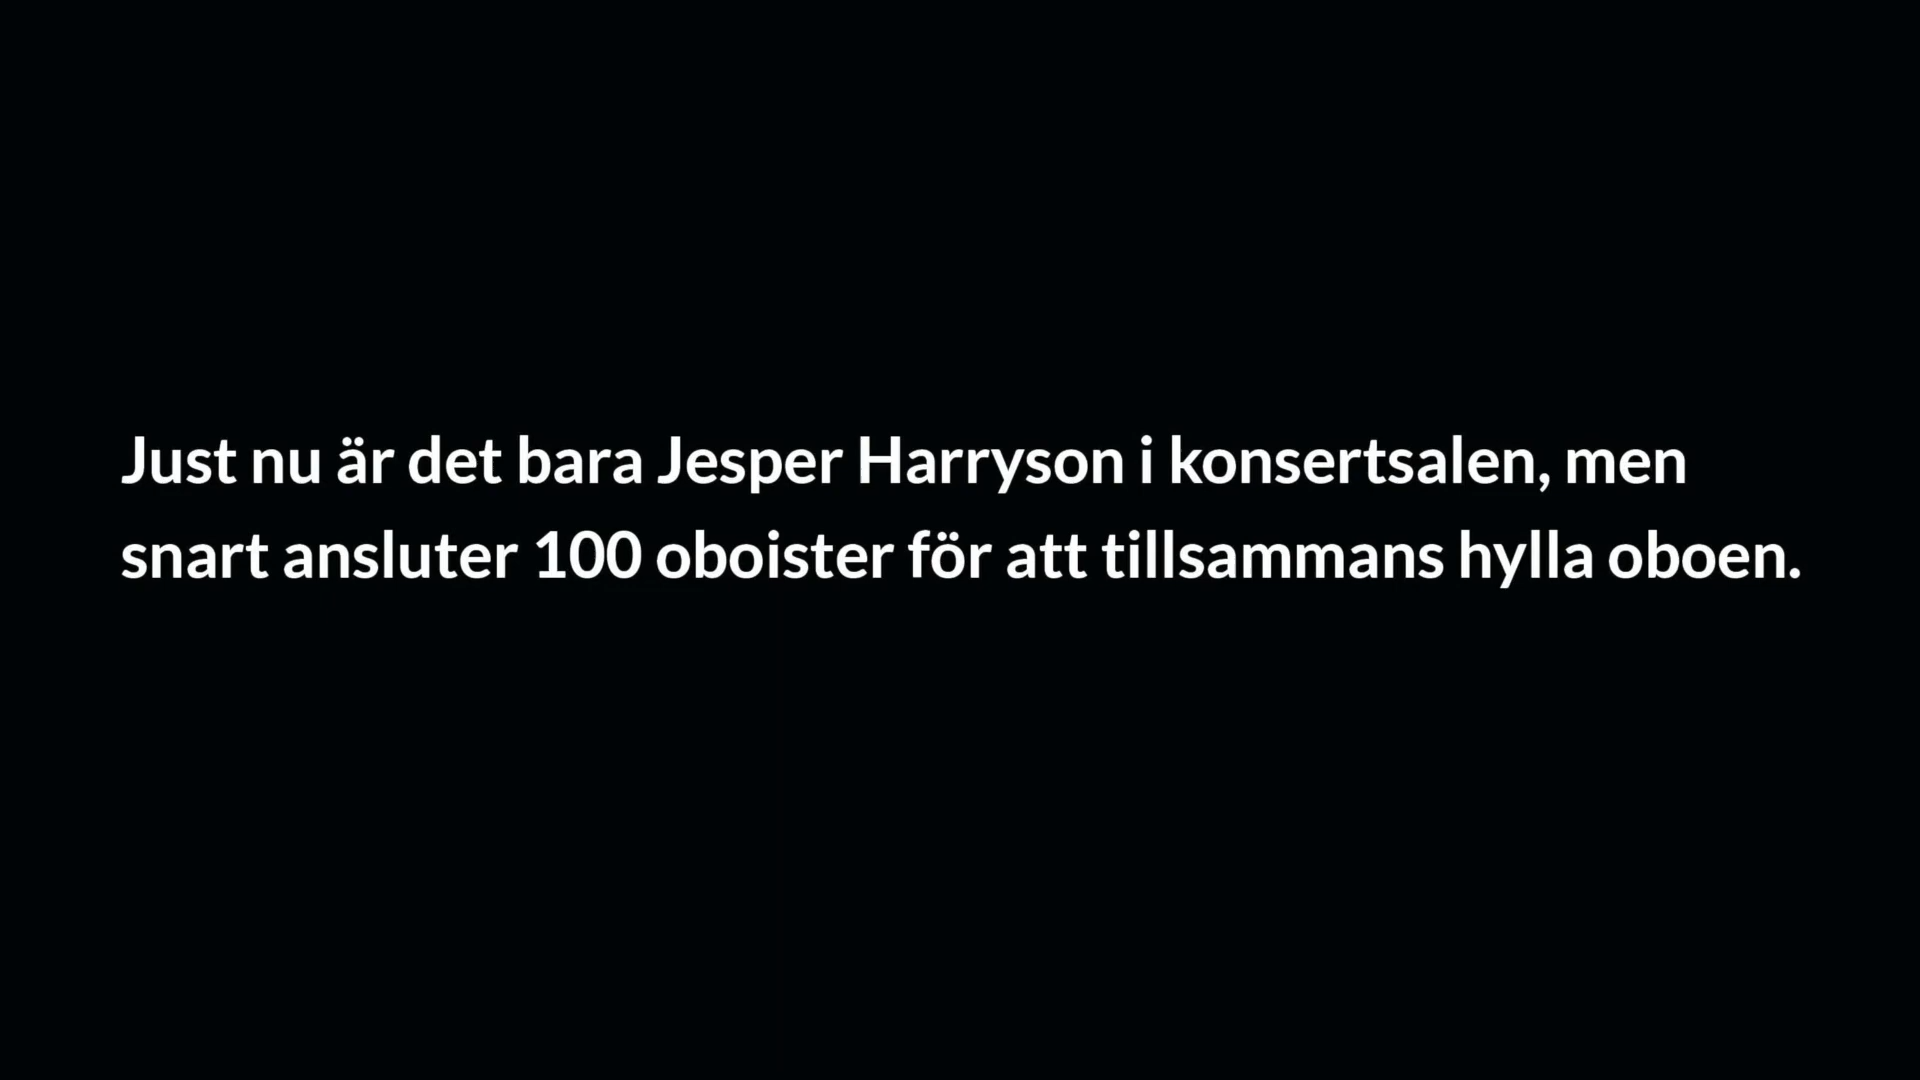 Just nu är det bara Jesper Harryson i konsertsalen, men
snart ansluter 100 oboister för att tillsammans hylla oboen.